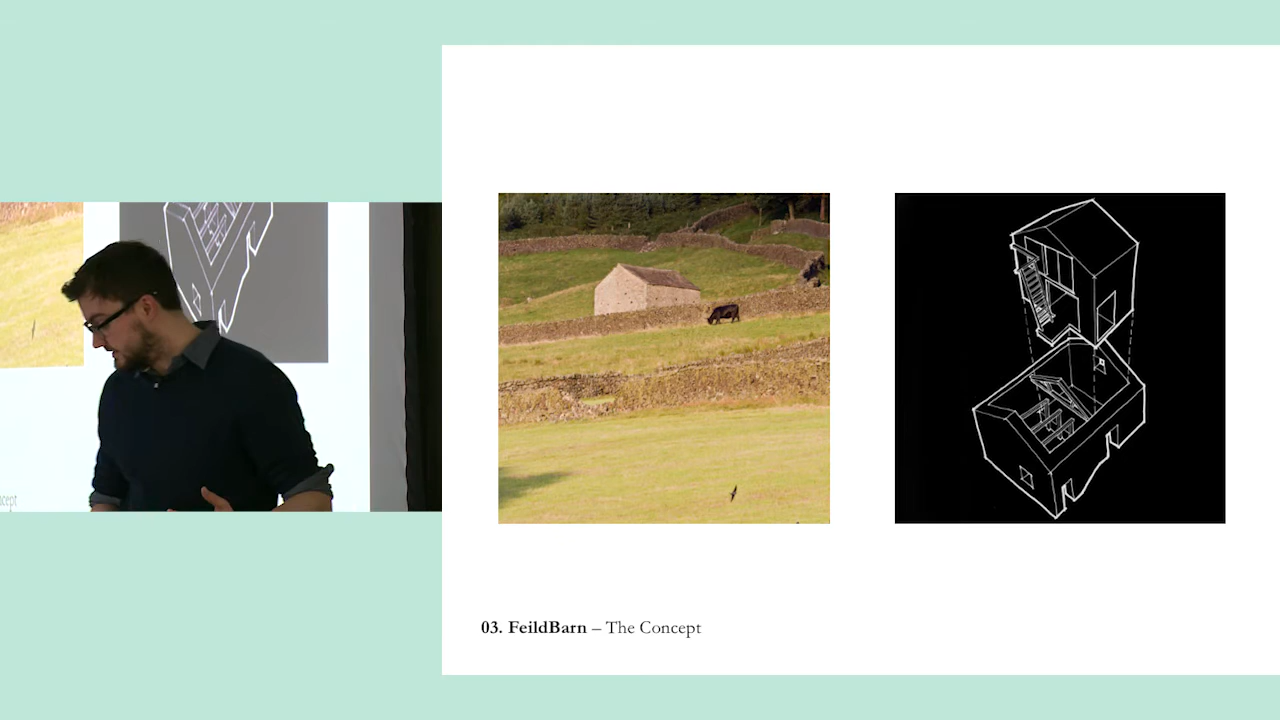 03. FeildBarn – The Concept